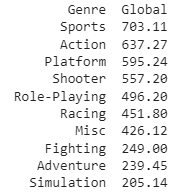 Genre Global
Sports 703.11
Action 637.27
Platform 595.24
Shooter 557.20
Role-Playing 496.20
Racing 451.80
Misc 426.12
Fighting 249.00
Adventure 239.45
Simulation 205.14